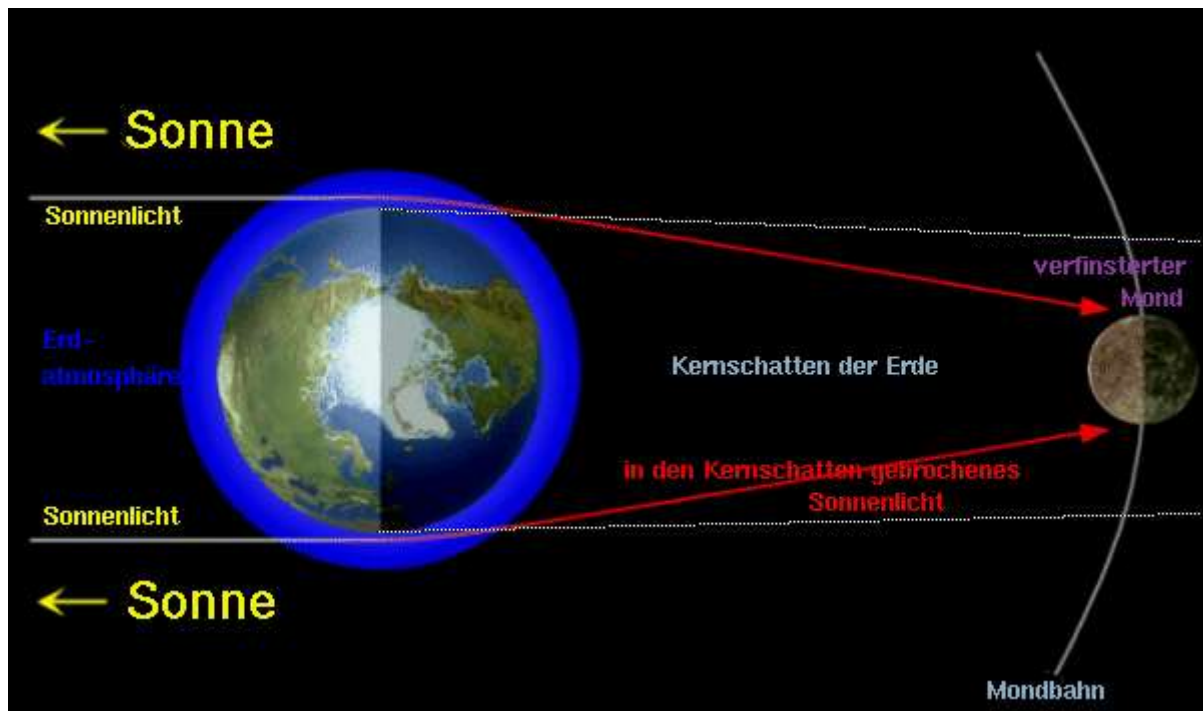 Sonne
Sonnenlicht
verfinsterter
Mond
Erd-
atmosphäre
Kernschatten der Erde
in den Kernschatten gebrochenes
Sonnenlicht
Sonnenlicht
Sonne
Mondbahn